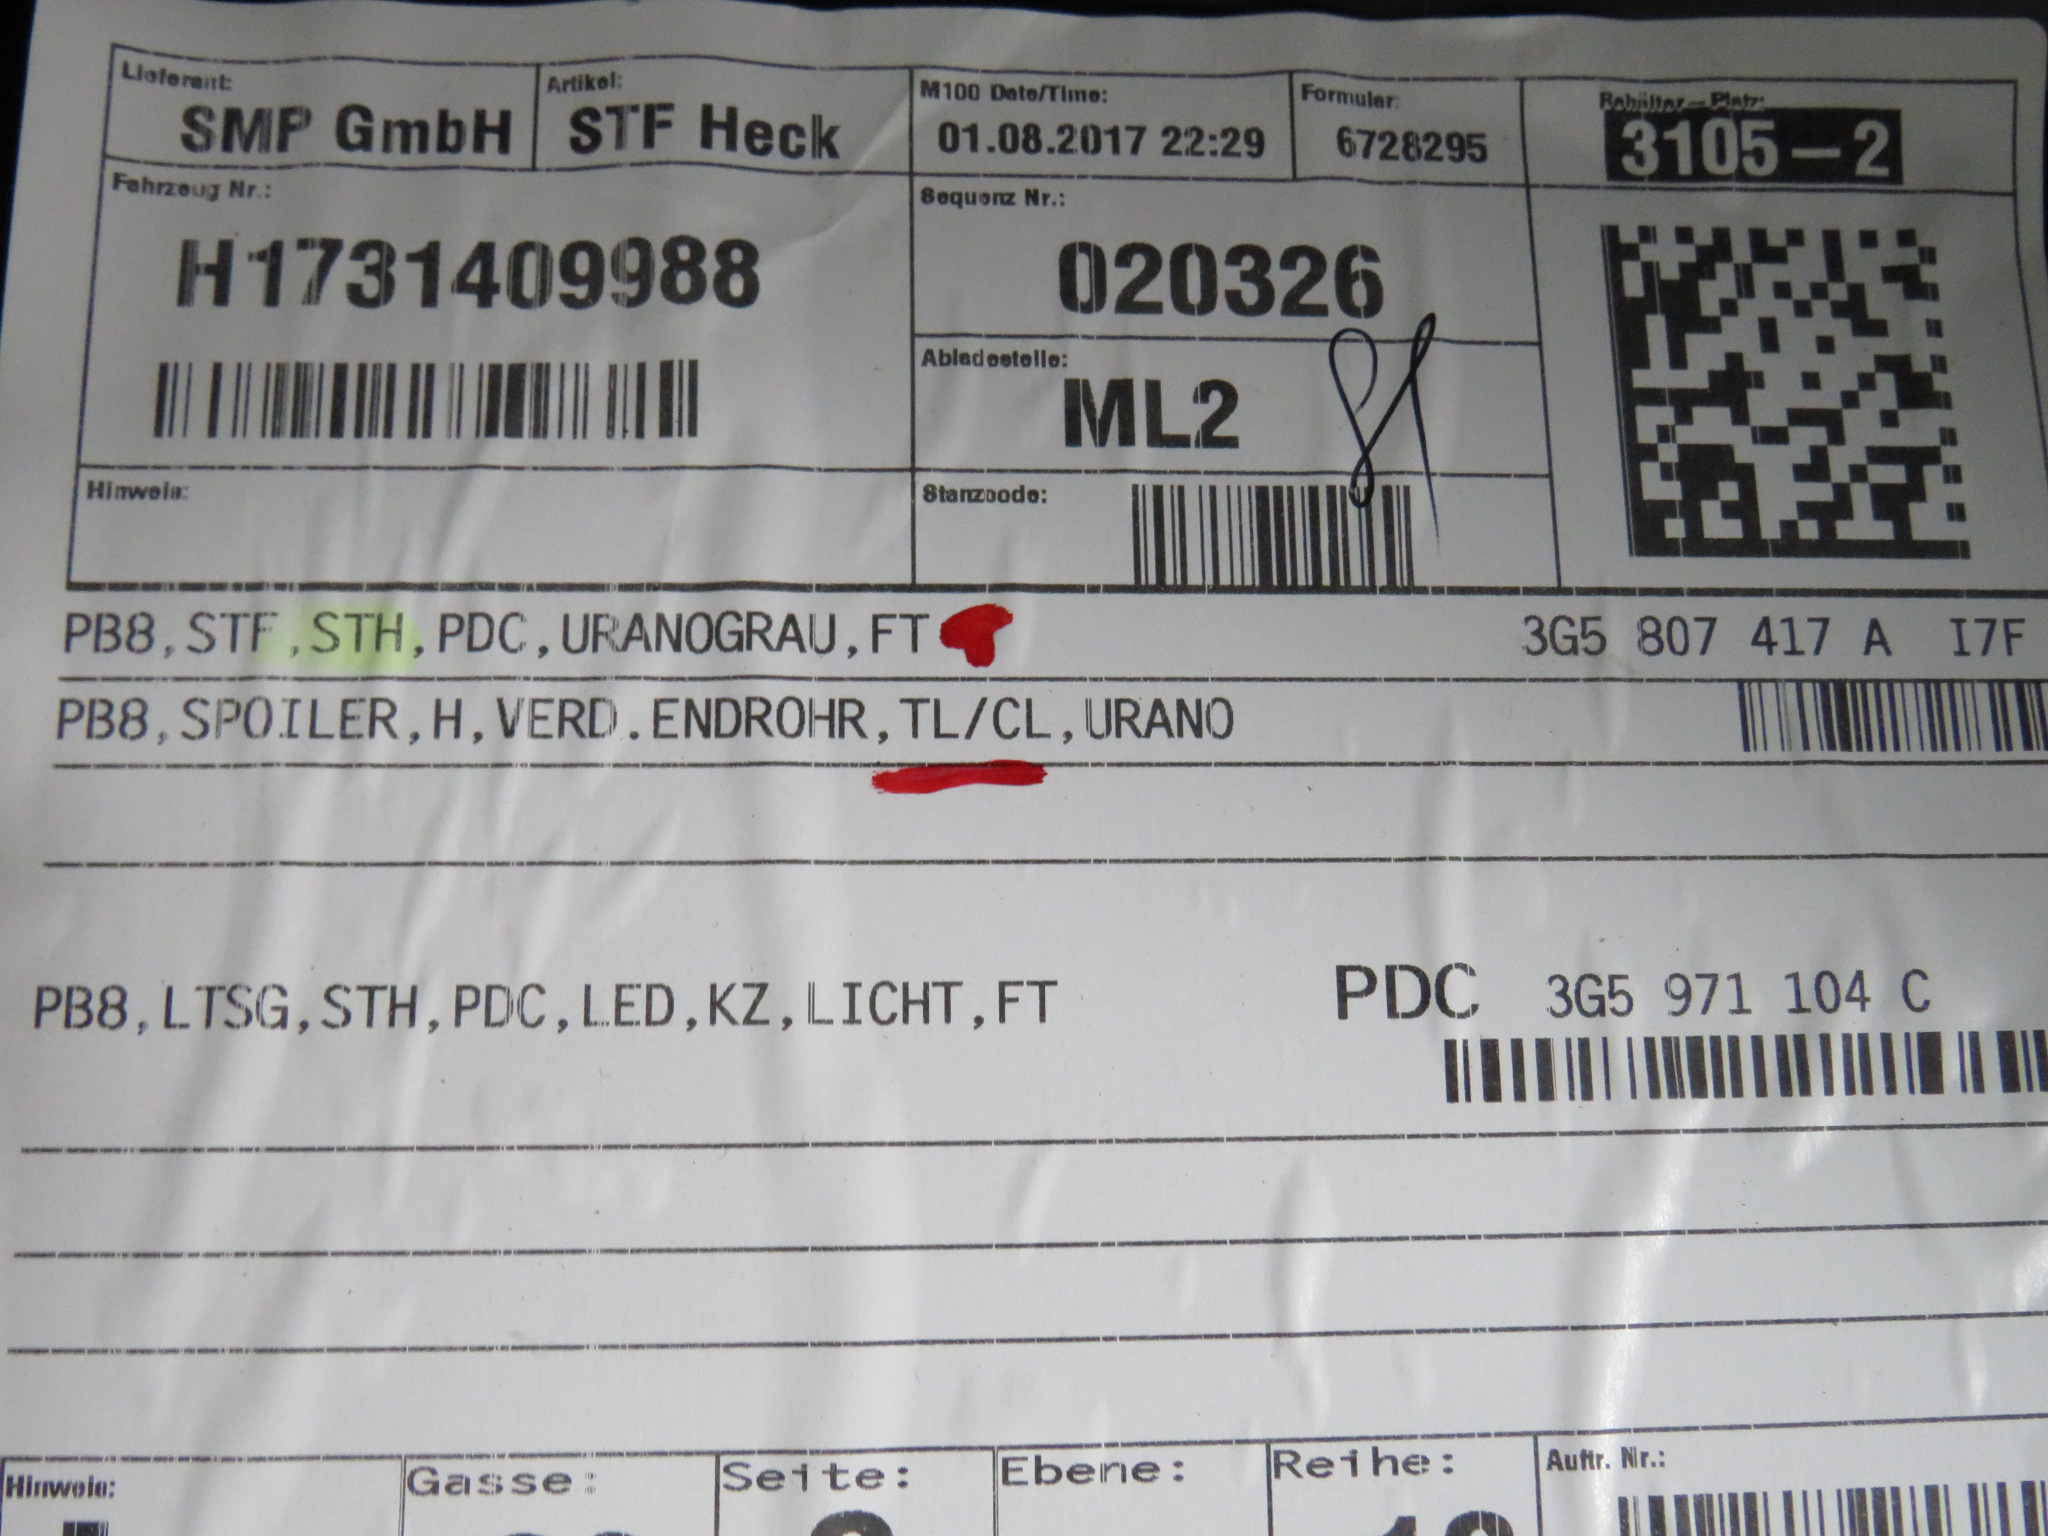 Lieferant: Artikel: M100 Date/Time: Formular: Behälter-Platz:
SMP GmbH STF Heck 01.08.2017 22:29 6728295 3105-2
Fahrzeug Nr.: Sequenz Nr.:
H1731409988 020326
Abladestelle:
ML2
Hinweis: Stanzcode:
PB8,STF,STH,PDC,URANOGRAU,FT 3G5 807 417 A I7F
PB8,SPOILER,H,VERD.ENDROHR,TL/CL,URANO
PB8,LTSG,STH,PDC,LED,KZ,LICHT,FT PDC 3G5 971 104 C
Hinweis: Gasse: Seite: Ebene: Reihe: Auftr. Nr.: